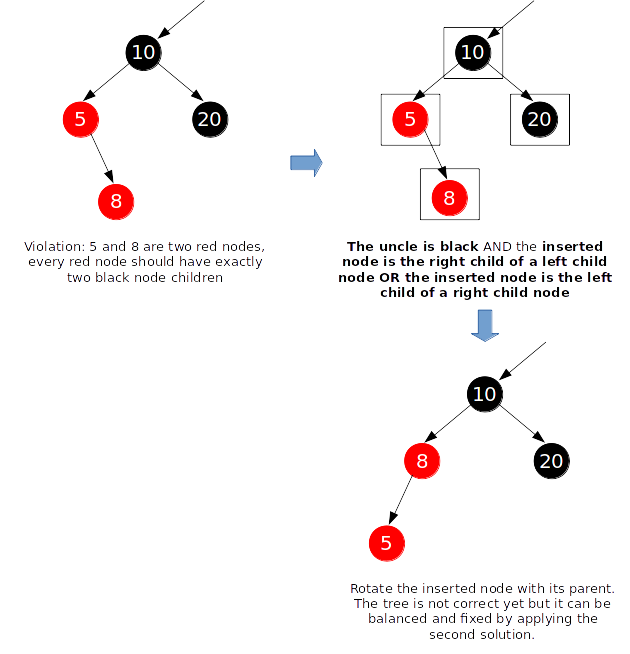 10
5
20
8
Violation: 5 and 8 are two red nodes,
every red node should have exactly
two black node children
10
5
20
8
The uncle is black AND the inserted
node is the right child of a left child
node OR the inserted node is the left
child of a right child node
10
8
20
5
Rotate the inserted node with its parent.
The tree is not correct yet but it can be
balanced and fixed by applying the
second solution.